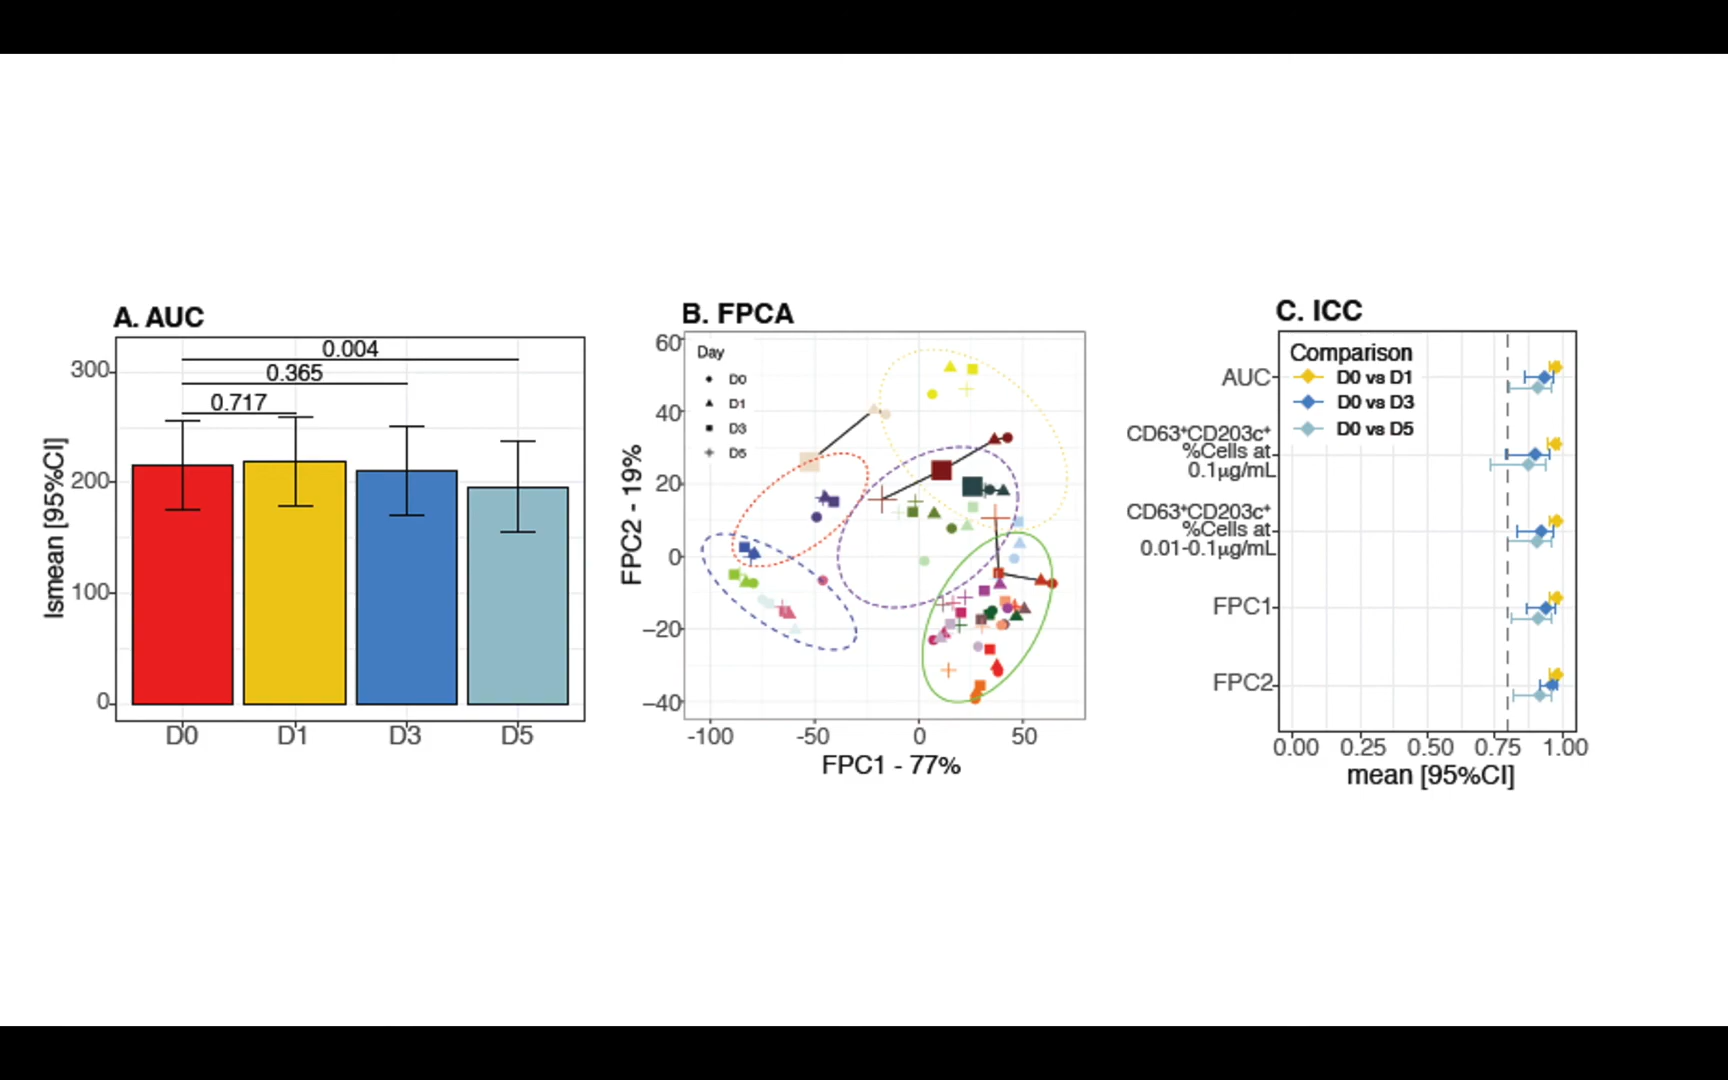 A. AUC
lsmean [95%CI]
300
200
100
0
0.004
0.365
0.717
D0
D1
D3
D5
B. FPCA
FPC2 - 19%
60
40
20
0
−20
−40
Day
D0
D1
D3
D5
-100
-50
0
50
FPC1 - 77%
C. ICC
Comparison
D0 vs D1
D0 vs D3
D0 vs D5
AUC
CD63⁺CD203c⁺
%Cells at
0.1µg/mL
CD63⁺CD203c⁺
%Cells at
0.01-0.1µg/mL
FPC1
FPC2
0.00
0.25
0.50
0.75
1.00
mean [95%CI]